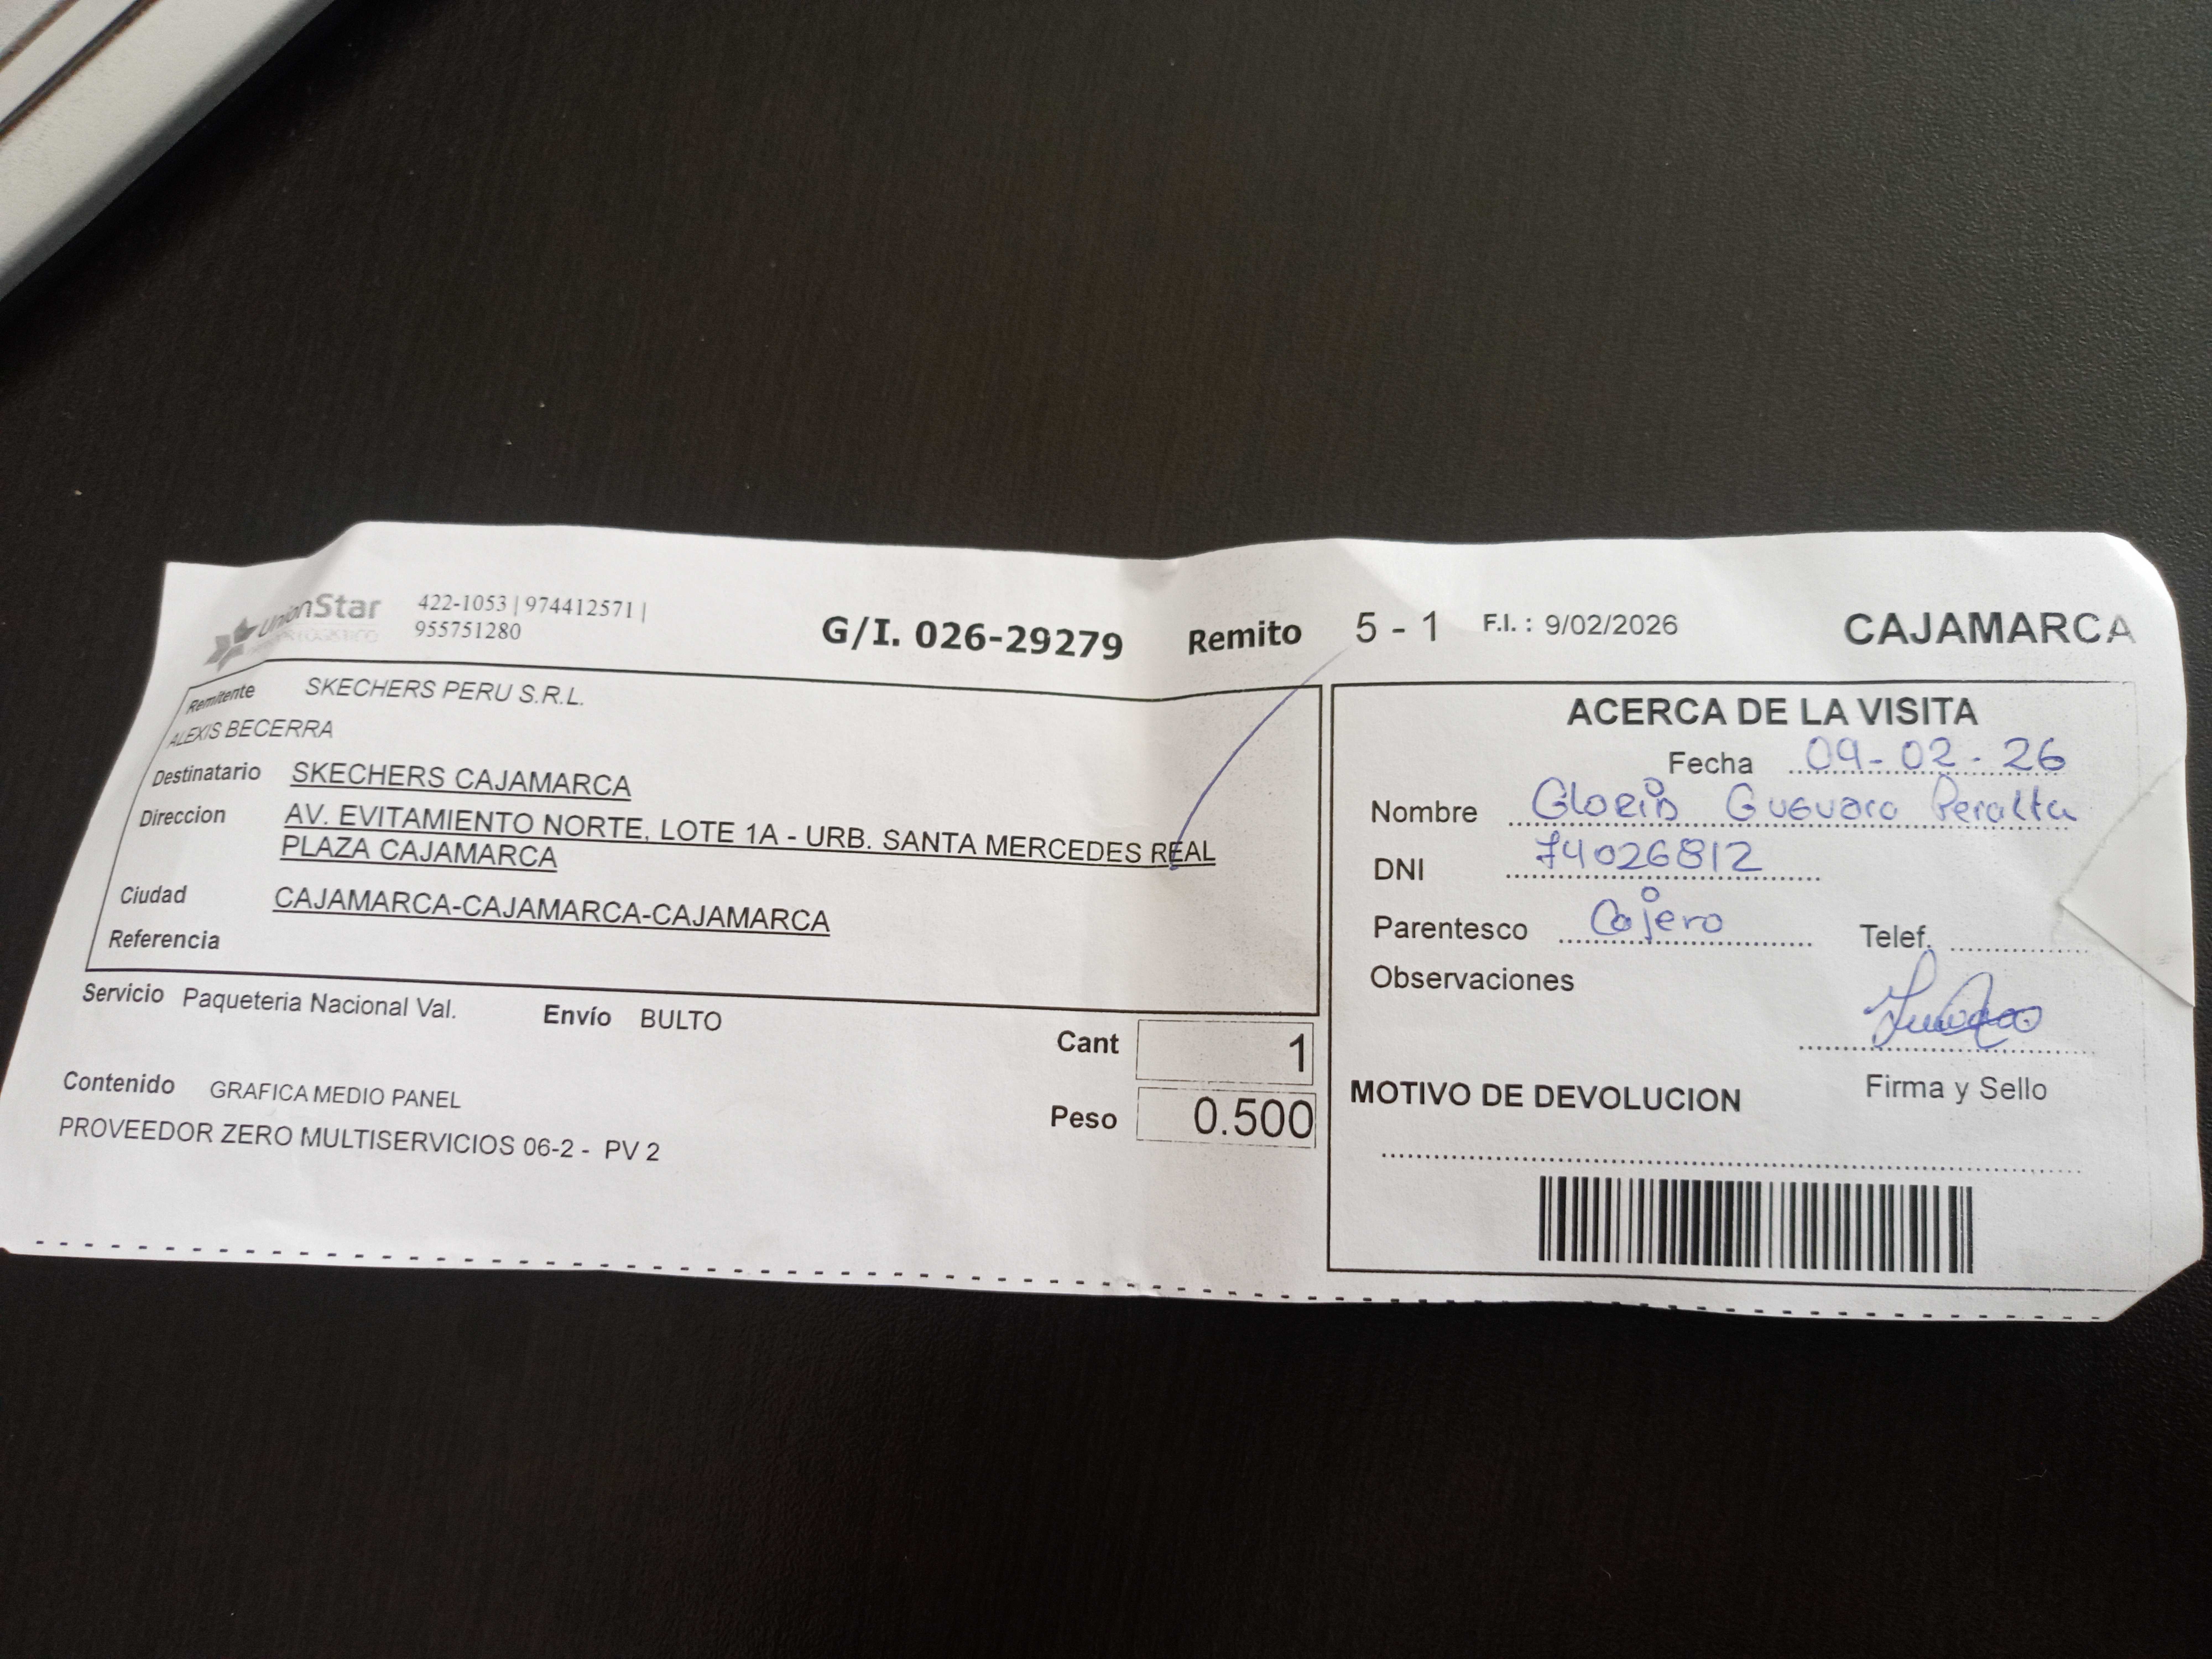 UnionStar
422-1053 | 974412571 |
955751280
G/I. 026-29279 Remito 5 - 1 F.I. : 9/02/2026 CAJAMARCA
Remitente SKECHERS PERU S.R.L.
ALEXIS BECERRA
Destinatario SKECHERS CAJAMARCA
Direccion AV. EVITAMIENTO NORTE, LOTE 1A - URB. SANTA MERCEDES REAL
PLAZA CAJAMARCA
Ciudad CAJAMARCA-CAJAMARCA-CAJAMARCA
Referencia
Servicio Paqueteria Nacional Val. Envío BULTO
Cant 1
Contenido GRAFICA MEDIO PANEL
Peso 0.500
PROVEEDOR ZERO MULTISERVICIOS 06-2 - PV 2
ACERCA DE LA VISITA
Fecha 09-02-26
Nombre Gloria Guevara Peralta
DNI 74026812
Parentesco Cajero Telef.
Observaciones
Firma y Sello
MOTIVO DE DEVOLUCION